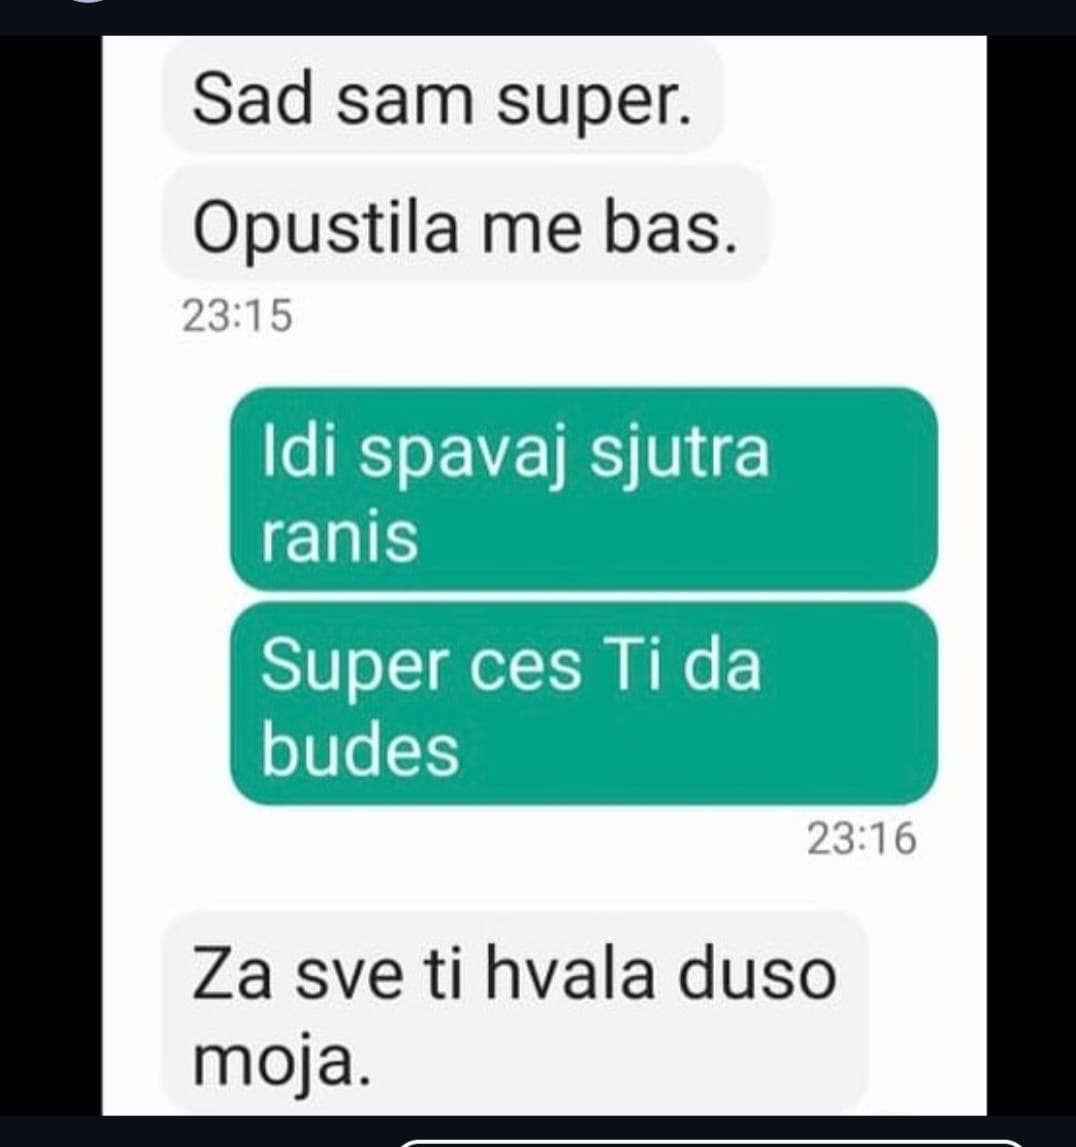 Sad sam super.
Opustila me bas.
23:15
Idi spavaj sjutra
ranis
Super ces Ti da
budes
23:16
Za sve ti hvala duso
moja.